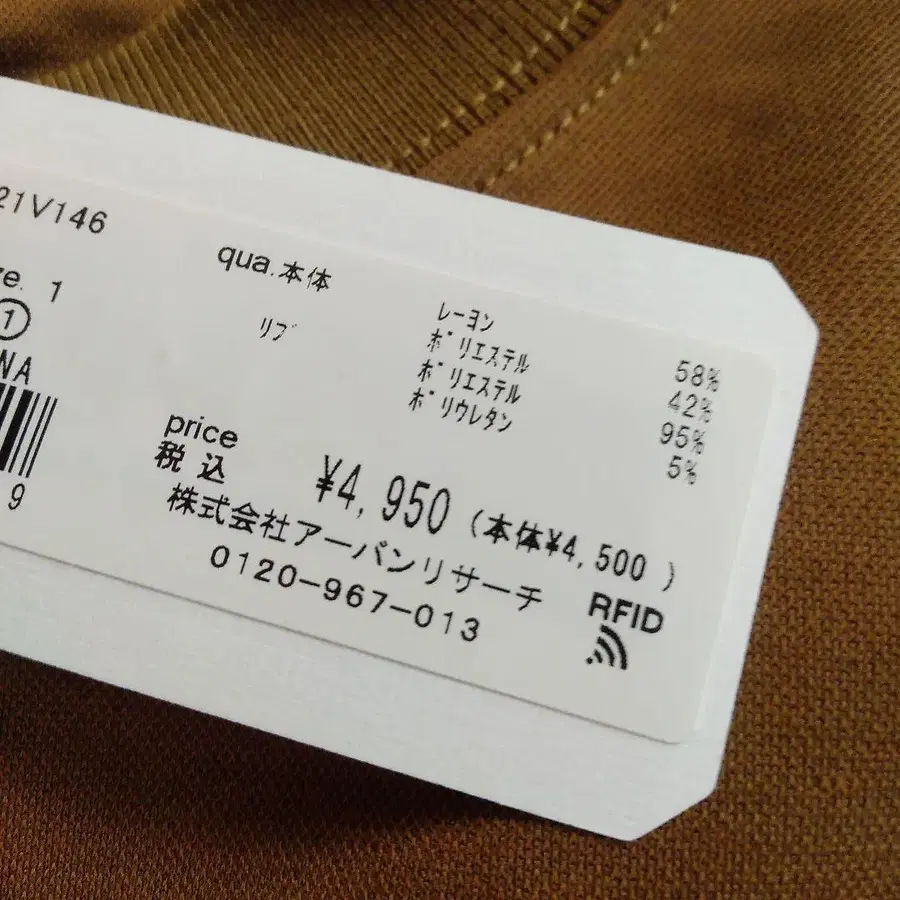 21V146
ze. 1
1
NA
9
qua.本体
レーヨン 58%
ポリエステル 42%
リブ
ポリエステル 95%
ポリウレタン 5%
price
税込 ¥4,950 (本体¥4,500 )
株式会社アーバンリサーチ
0120-967-013
RFID